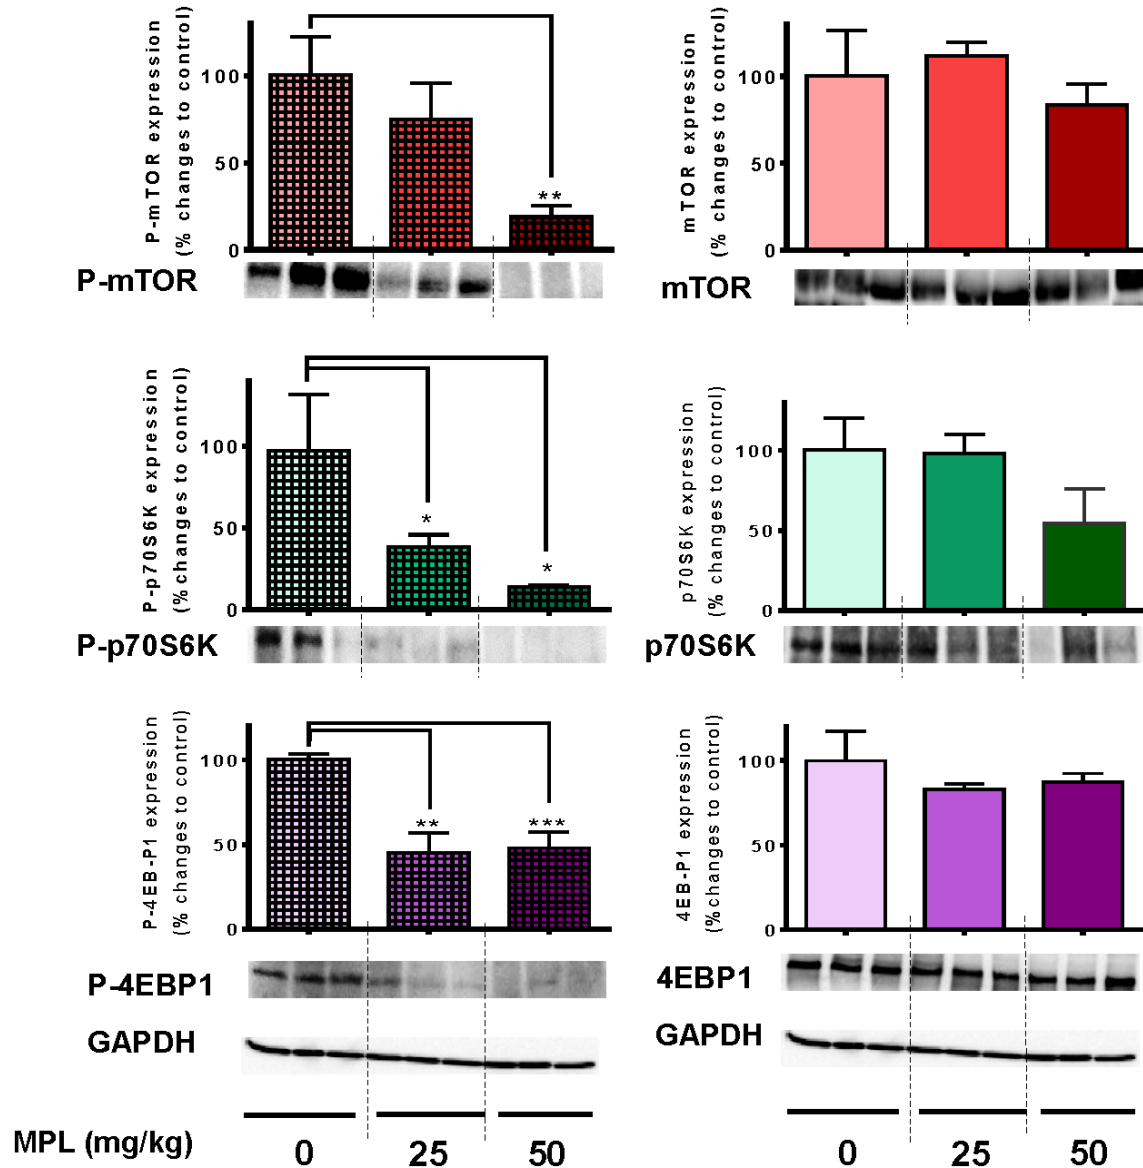 P-mTOR expression
(% changes to control)
100
50
0
**
P-mTOR
mTOR expression
(% changes to control)
100
50
0
mTOR
P-p70S6K expression
(% changes to control)
100
50
0
*
*
P-p70S6K
p70S6K expression
(% changes to control)
100
50
0
p70S6K
P-4EB-P1 expression
(% changes to control)
100
50
0
**
***
P-4EBP1
GAPDH
4EB-P1 expression
(%changes to control)
100
50
0
4EBP1
GAPDH
MPL (mg/kg)
0
25
50
0
25
50